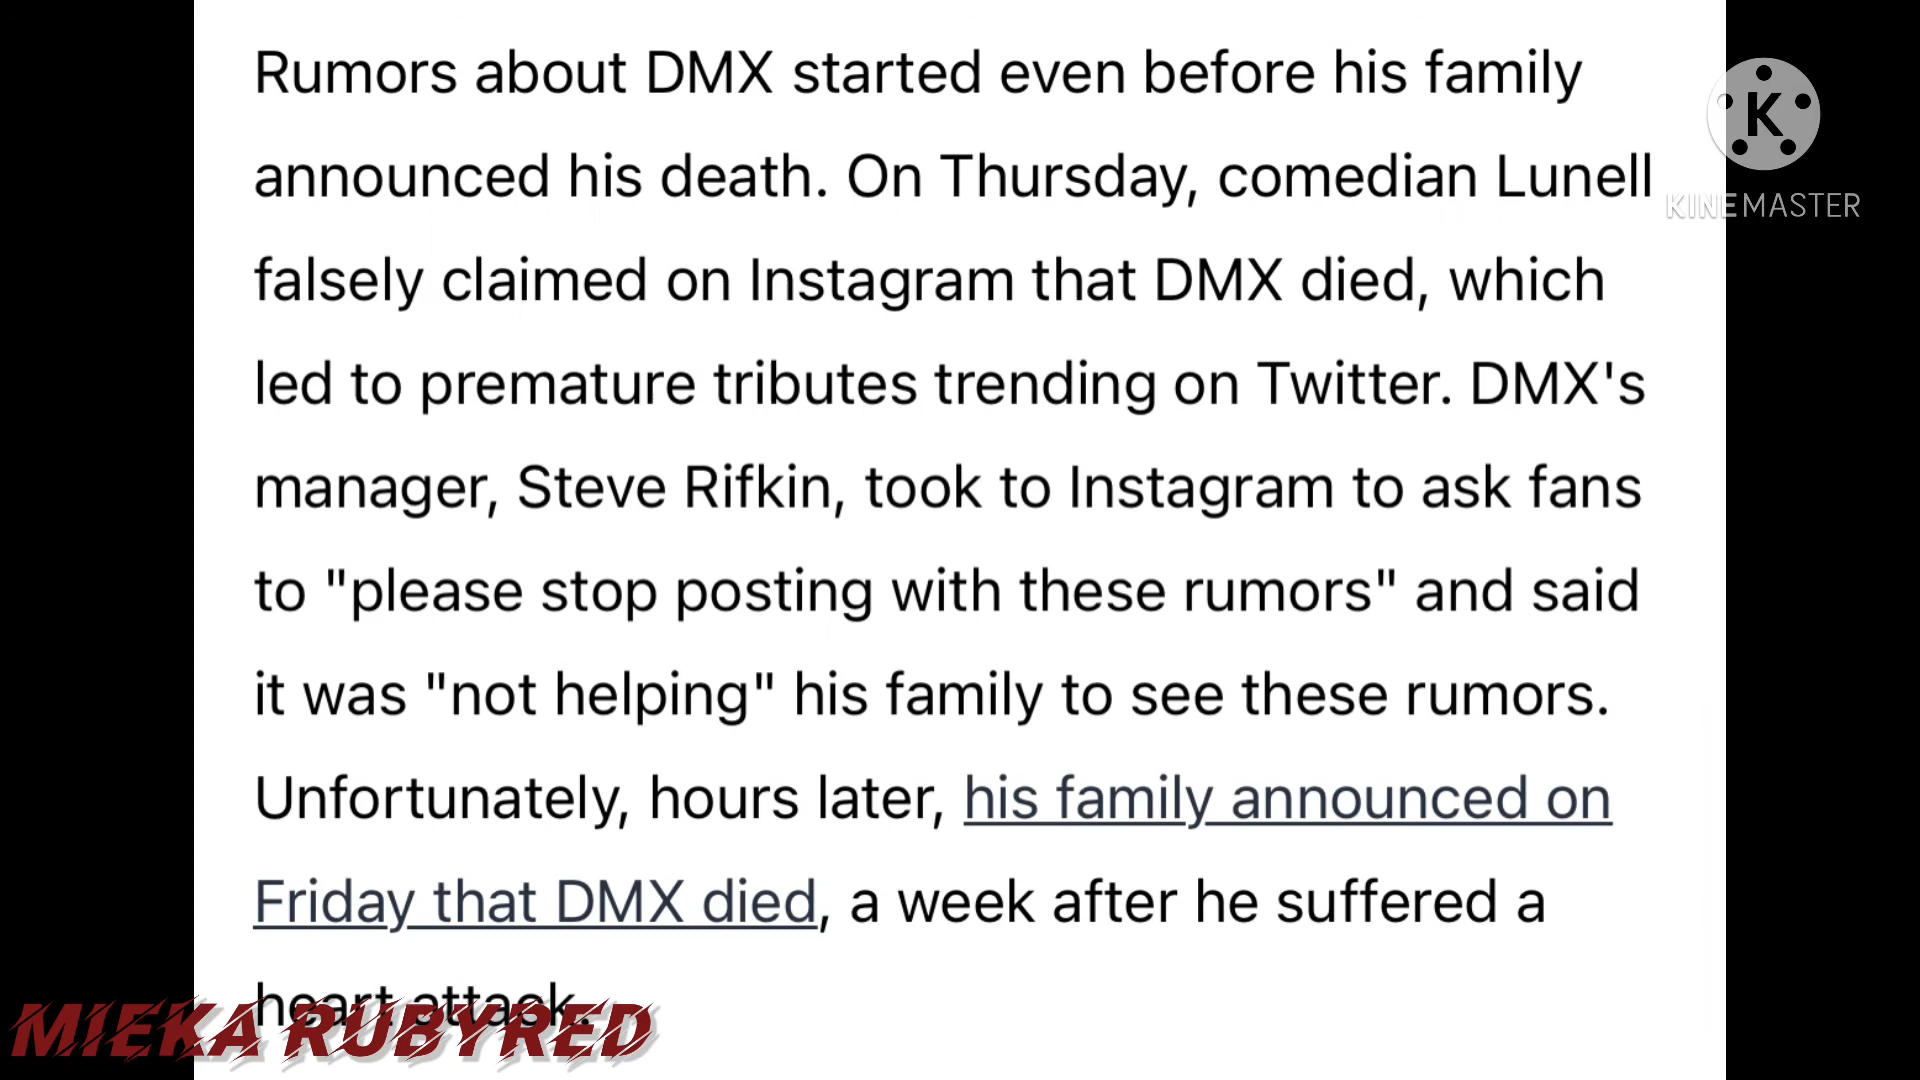 Rumors about DMX started even before his family
announced his death. On Thursday, comedian Lunell
falsely claimed on Instagram that DMX died, which
led to premature tributes trending on Twitter. DMX's
manager, Steve Rifkin, took to Instagram to ask fans
to "please stop posting with these rumors" and said
it was "not helping" his family to see these rumors.
Unfortunately, hours later, his family announced on
Friday that DMX died, a week after he suffered a
heart attack.
K
KINEMASTER
MIEKA RUBYRED